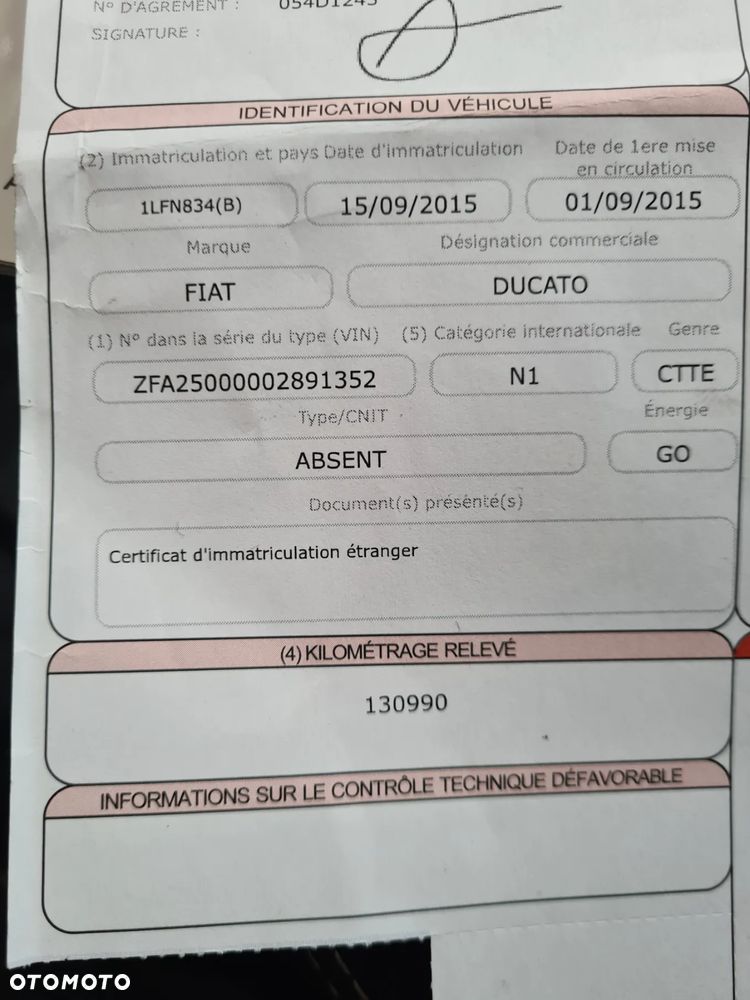 N° D'AGRÉMENT :
SIGNATURE :
IDENTIFICATION DU VÉHICULE
(2) Immatriculation et pays Date d'immatriculation Date de 1ere mise
en circulation
1LFN834(B) 15/09/2015 01/09/2015
Marque Désignation commerciale
FIAT DUCATO
(1) N° dans la série du type (VIN) (5) Catégorie internationale Genre
ZFA25000002891352 N1 CTTE
Type/CNIT Énergie
ABSENT GO
Document(s) présenté(s)
Certificat d'immatriculation étranger
(4) KILOMÉTRAGE RELEVÉ
130990
INFORMATIONS SUR LE CONTRÔLE TECHNIQUE DÉFAVORABLE
OTOMOTO